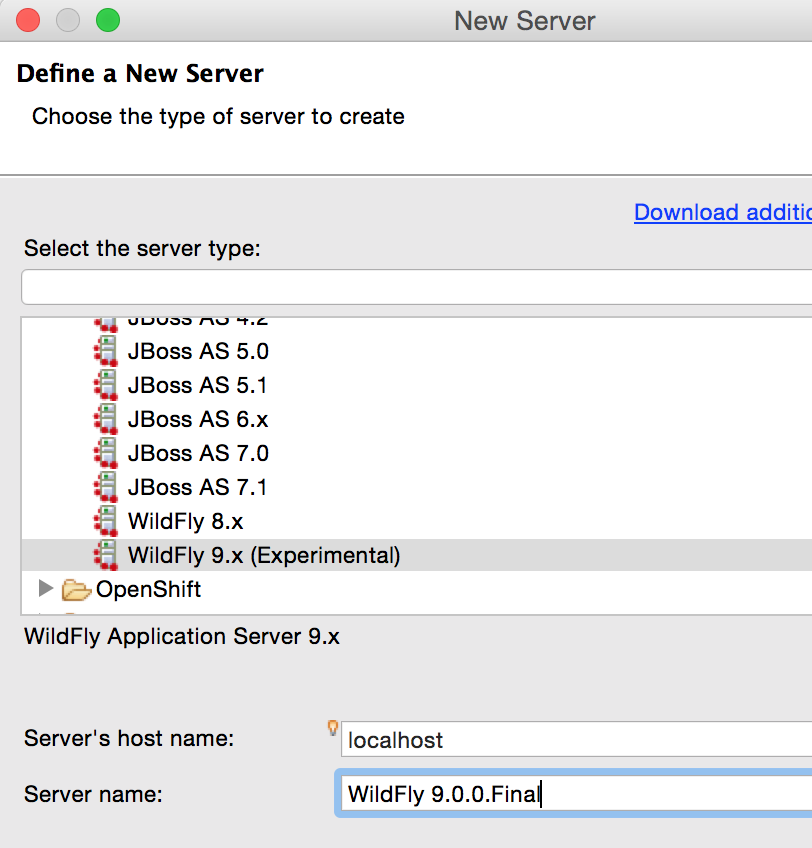 New Server
Define a New Server
Choose the type of server to create
Download additio
Select the server type:
JBoss AS 4.2
JBoss AS 5.0
JBoss AS 5.1
JBoss AS 6.x
JBoss AS 7.0
JBoss AS 7.1
WildFly 8.x
WildFly 9.x (Experimental)
OpenShift
WildFly Application Server 9.x
Server's host name:
localhost
Server name:
WildFly 9.0.0.Final